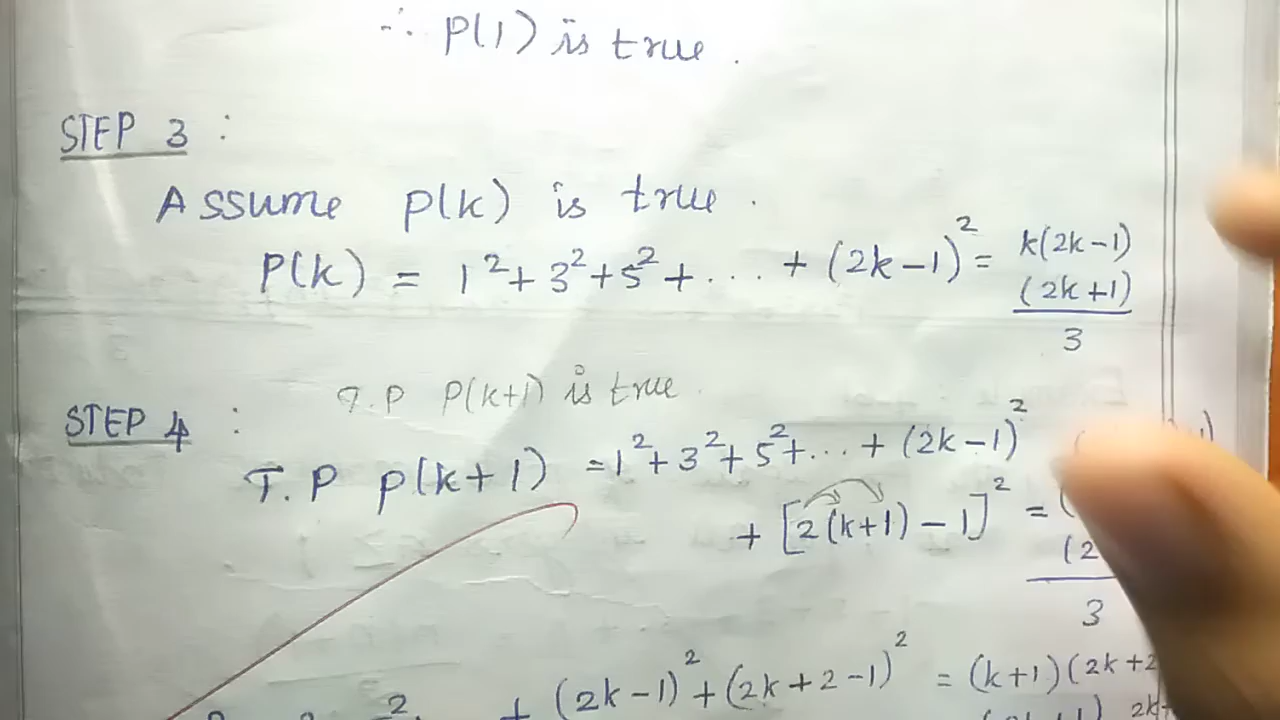 ∴ P(1) is true.
STEP 3 :
Assume P(k) is true.
P(k) = 1² + 3² + 5² + .... + (2k-1)² = k(2k-1)
(2k+1)
3
T.P P(k+1) is true.
STEP 4 :
T.P P(k+1) = 1² + 3² + 5² + ... + (2k-1)²
+ [2(k+1) - 1]² = (
(2
3
+ (2k-1)² + (2k+2-1)² = (k+1)(2k+2